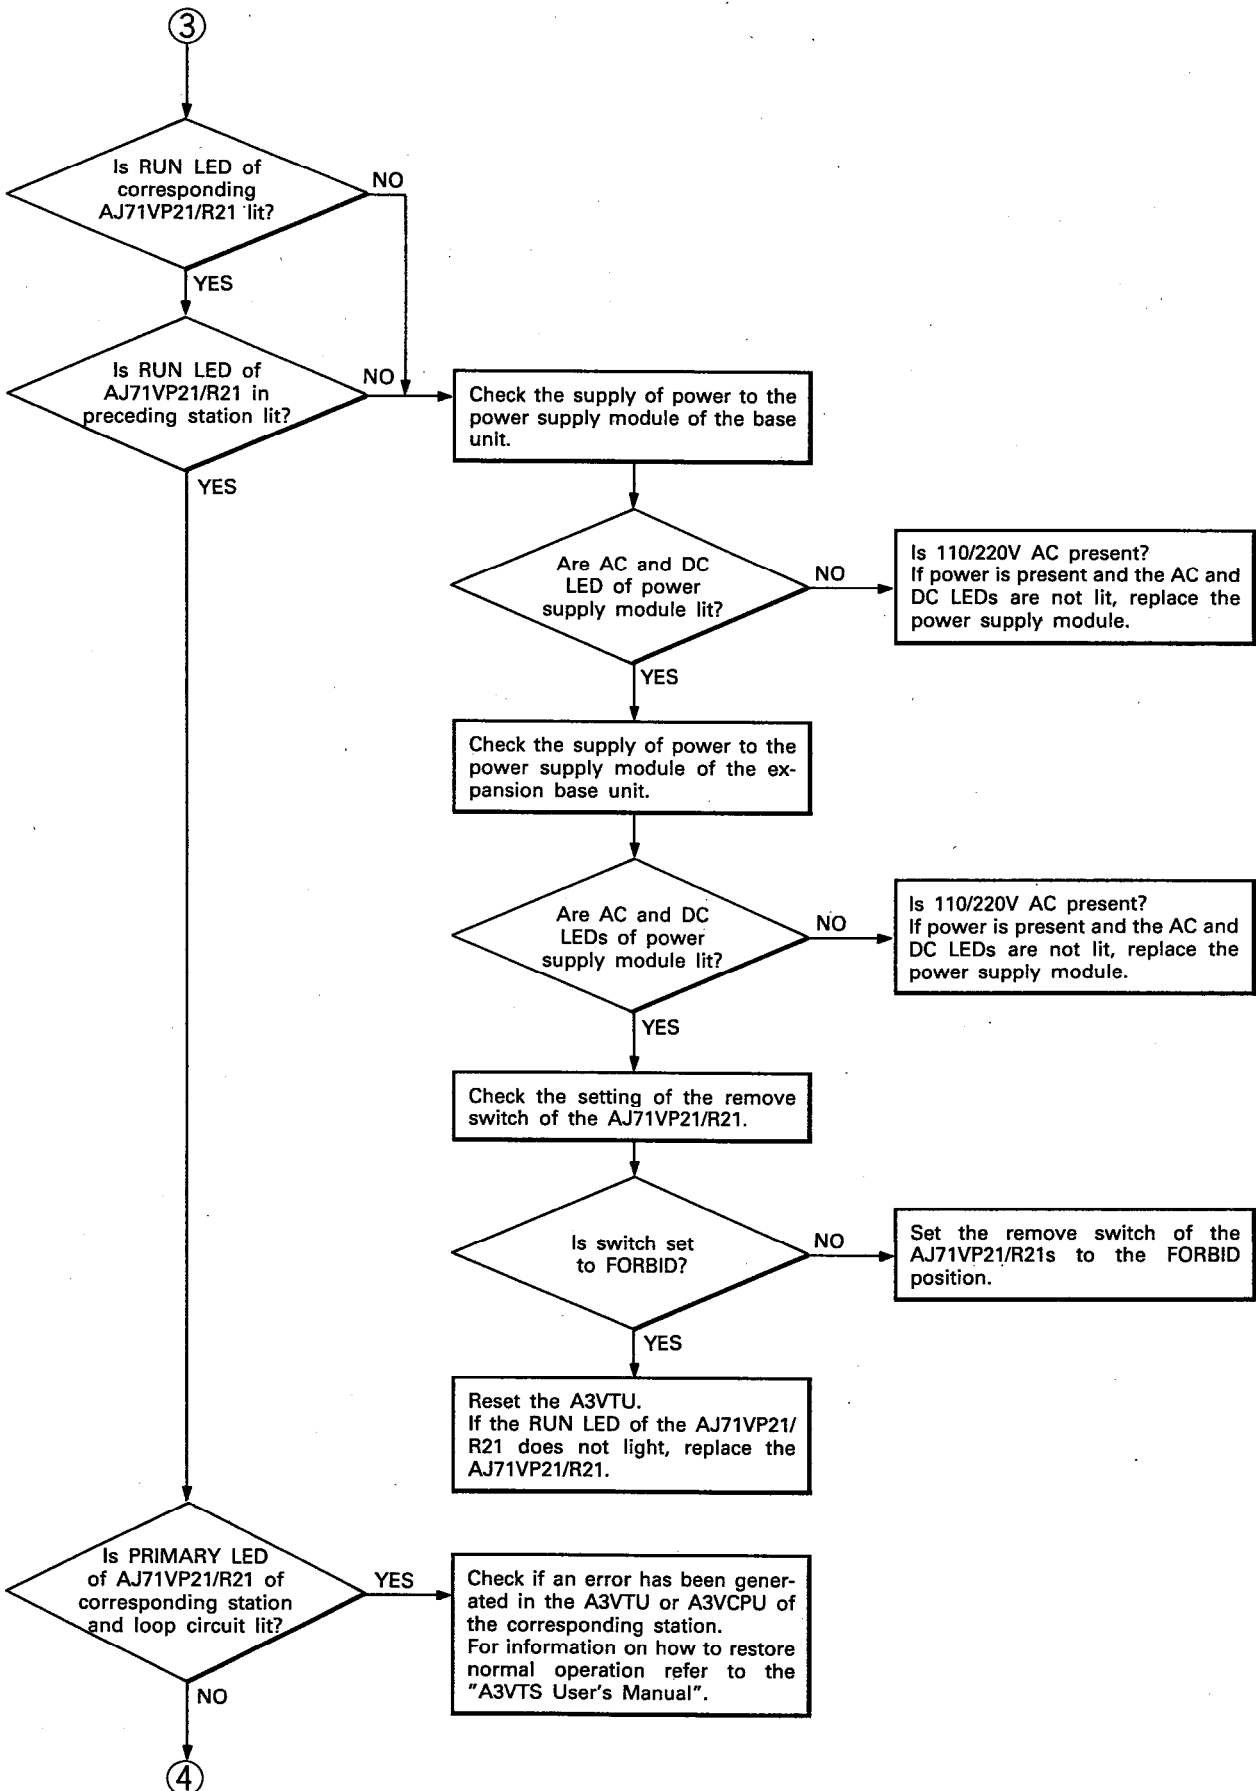 3
Is RUN LED of
corresponding
AJ71VP21/R21 lit?
NO
YES
Is RUN LED of
AJ71VP21/R21 in
preceding station lit?
NO
YES
Check the supply of power to the
power supply module of the base
unit.
Are AC and DC
LED of power
supply module lit?
NO
YES
Is 110/220V AC present?
If power is present and the AC and
DC LEDs are not lit, replace the
power supply module.
Check the supply of power to the
power supply module of the ex-
pansion base unit.
Are AC and DC
LEDs of power
supply module lit?
NO
YES
Is 110/220V AC present?
If power is present and the AC and
DC LEDs are not lit, replace the
power supply module.
Check the setting of the remove
switch of the AJ71VP21/R21.
Is switch set
to FORBID?
NO
YES
Set the remove switch of the
AJ71VP21/R21s to the FORBID
position.
Reset the A3VTU.
If the RUN LED of the AJ71VP21/
R21 does not light, replace the
AJ71VP21/R21.
Is PRIMARY LED
of AJ71VP21/R21 of
corresponding station
and loop circuit lit?
YES
NO
Check if an error has been gener-
ated in the A3VTU or A3VCPU of
the corresponding station.
For information on how to restore
normal operation refer to the
"A3VTS User's Manual".
4